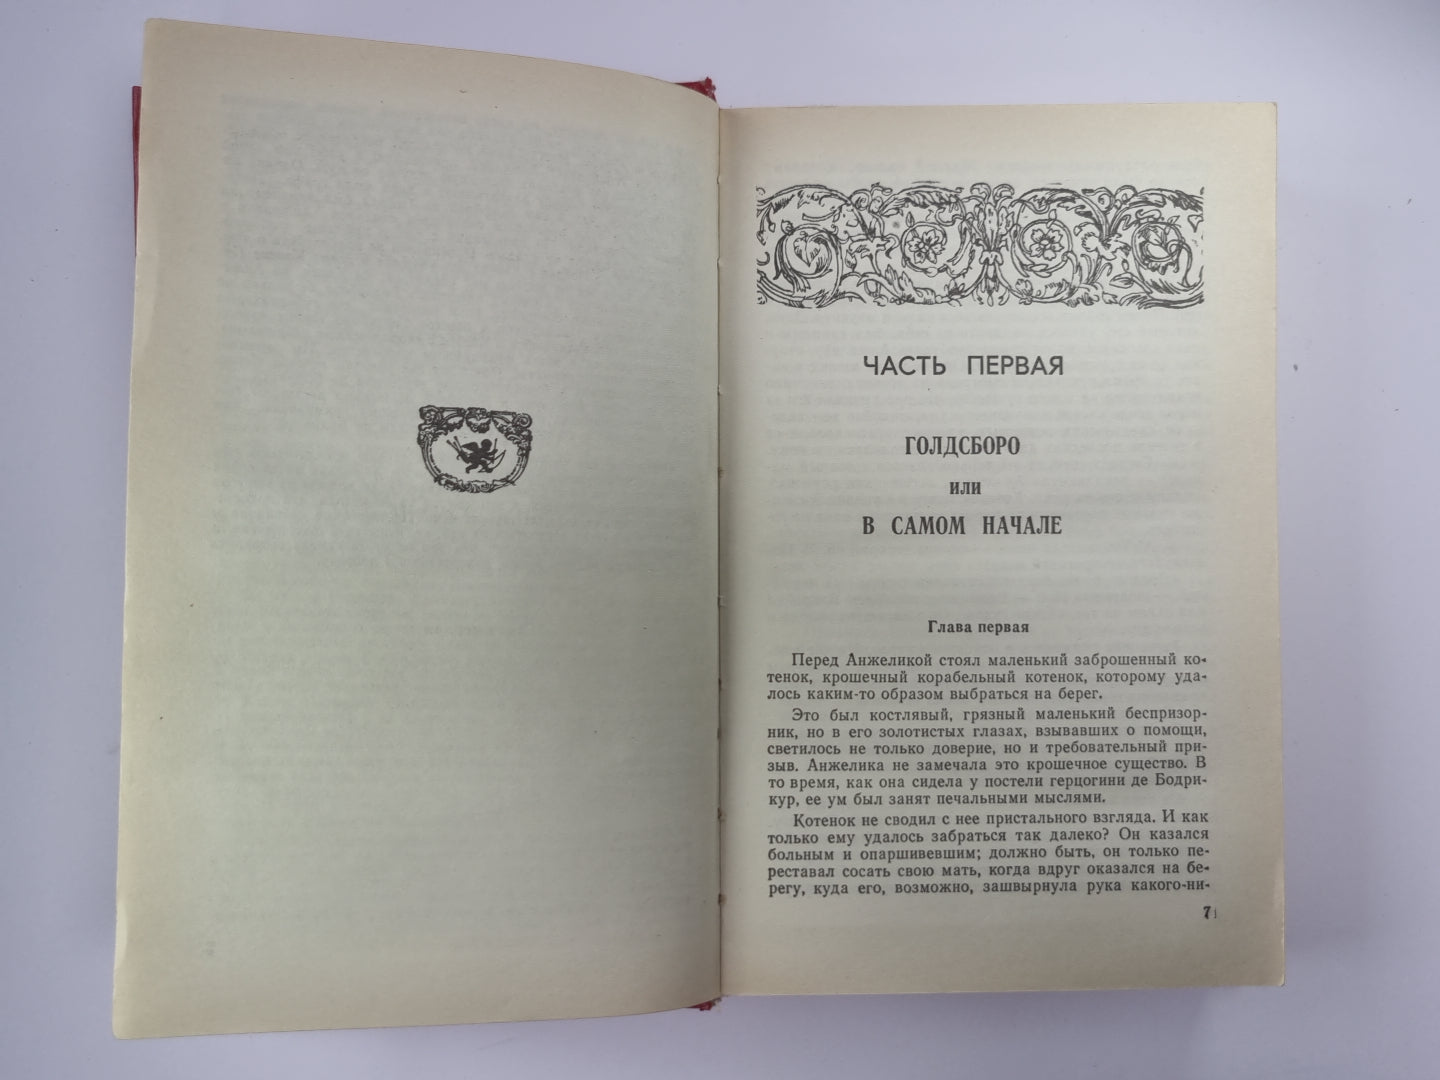 ЧАСТЬ ПЕРВАЯ
ГОЛДСБОРО
ИЛИ
В САМОМ НАЧАЛЕ
Глава первая
Перед Анжеликой стоял маленький заброшенный ко-
тенок, крошечный корабельный котенок, которому уда-
лось каким-то образом выбраться на берег.
Это был костлявый, грязный маленький беспризор-
ник, но в его золотистых глазах, взывавших о помощи,
светилось не только доверие, но и требовательный при-
зыв. Анжелика не замечала это крошечное существо. В
то время, как она сидела у постели герцогини де Бодри-
кур, ее ум был занят печальными мыслями.
Котенок не сводил с нее пристального взгляда. И как
только ему удалось забраться так далеко? Он казался
больным и опаршивевшим; должно быть, он только пе-
реставал сосать свою мать, когда вдруг оказался на бе-
регу, куда его, возможно, зашвырнула рука какого-ни-
7